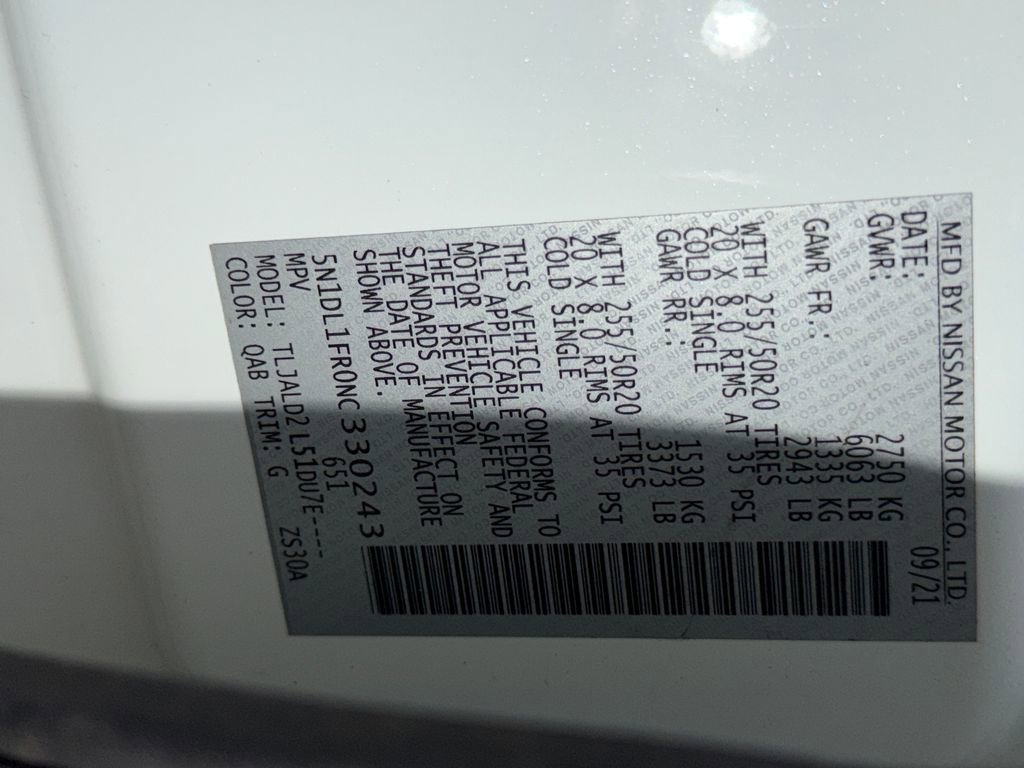 MFD BY NISSAN MOTOR CO., LTD.
DATE: 09/21
GVWR: 2750 KG
6063 LB
GAWR FR.: 1335 KG
2943 LB
WITH 255/50R20 TIRES
20 X 8.0 RIMS AT 35 PSI
COLD SINGLE
GAWR RR.: 1530 KG
3373 LB
WITH 255/50R20 TIRES
20 X 8.0 RIMS AT 35 PSI
COLD SINGLE
THIS VEHICLE CONFORMS TO
ALL APPLICABLE FEDERAL
MOTOR VEHICLE SAFETY AND
THEFT PREVENTION
STANDARDS IN EFFECT ON
THE DATE OF MANUFACTURE
SHOWN ABOVE.
5N1DL1FR0NC330243
MPV 651
MODEL: TLJALD2 L51DU7E----
COLOR: QAB TRIM: G ZS30A